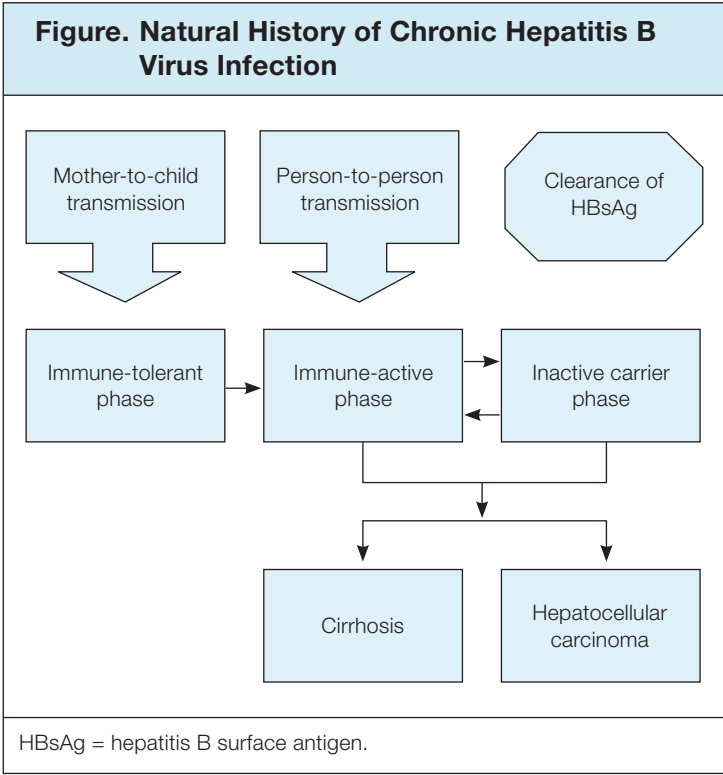 Figure. Natural History of Chronic Hepatitis B
Virus Infection
Mother-to-child
transmission
Person-to-person
transmission
Clearance of
HBsAg
Immune-tolerant
phase
Immune-active
phase
Inactive carrier
phase
Cirrhosis
Hepatocellular
carcinoma
HBsAg = hepatitis B surface antigen.